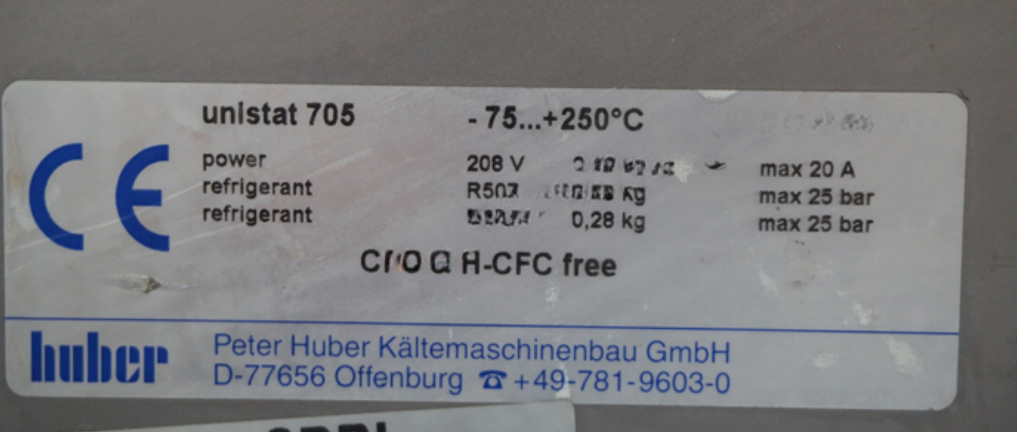 unistat 705 - 75...+250°C
power 208 V max 20 A
refrigerant kg max 25 bar
refrigerant 0,28 kg max 25 bar
H-CFC free
CE
huber
Peter Huber Kältemaschinenbau GmbH
D-77656 Offenburg ☎+49-781-9603-0